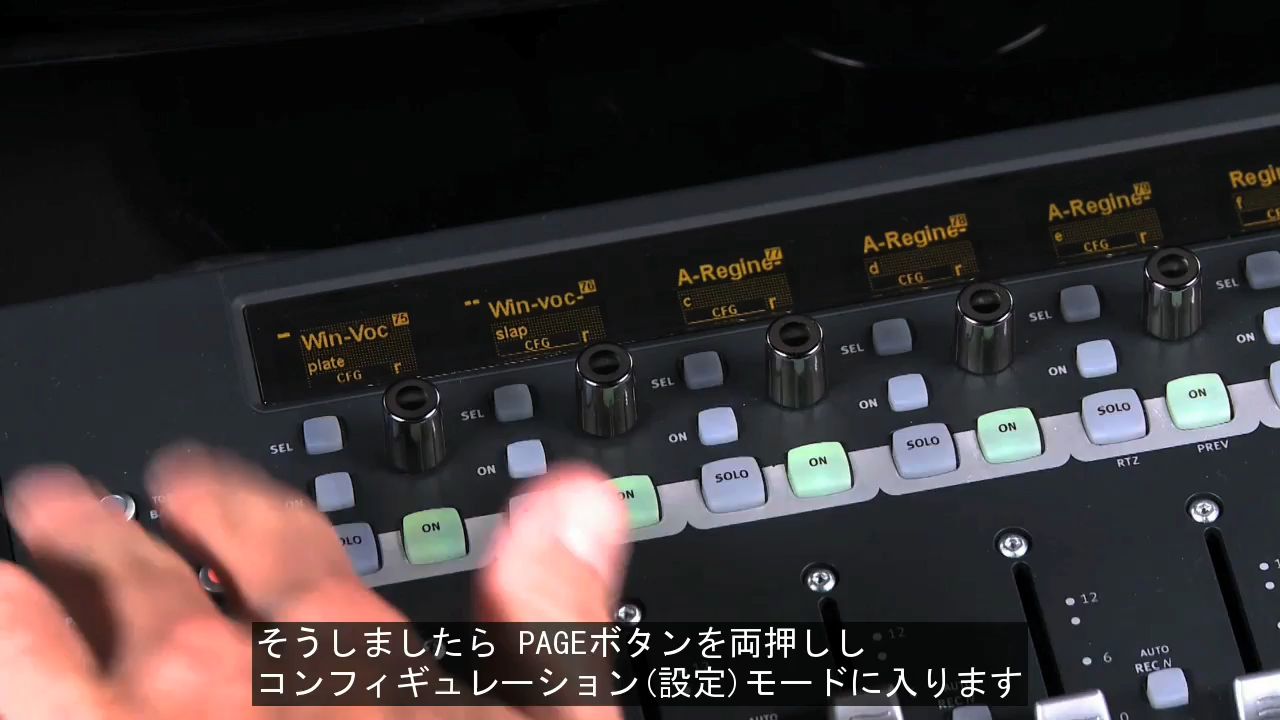 Win-Voc 75
plate
CFG r
Win-voc- 76
slap
CFG r
A-Regine- 77
c
CFG r
A-Regine- 78
d
CFG r
A-Regine- 79
e
CFG r
f
SEL
SEL
SEL
SEL
SEL
SEL
ON
ON
ON
ON
ON
ON
ON
SOLO
ON
SOLO
ON
SOLO
ON
RTZ
PREV
12
6
0
12
AUTO
REC N
AUTO
そうしましたら PAGEボタンを両押しし
コンフィギュレーション(設定)モードに入ります